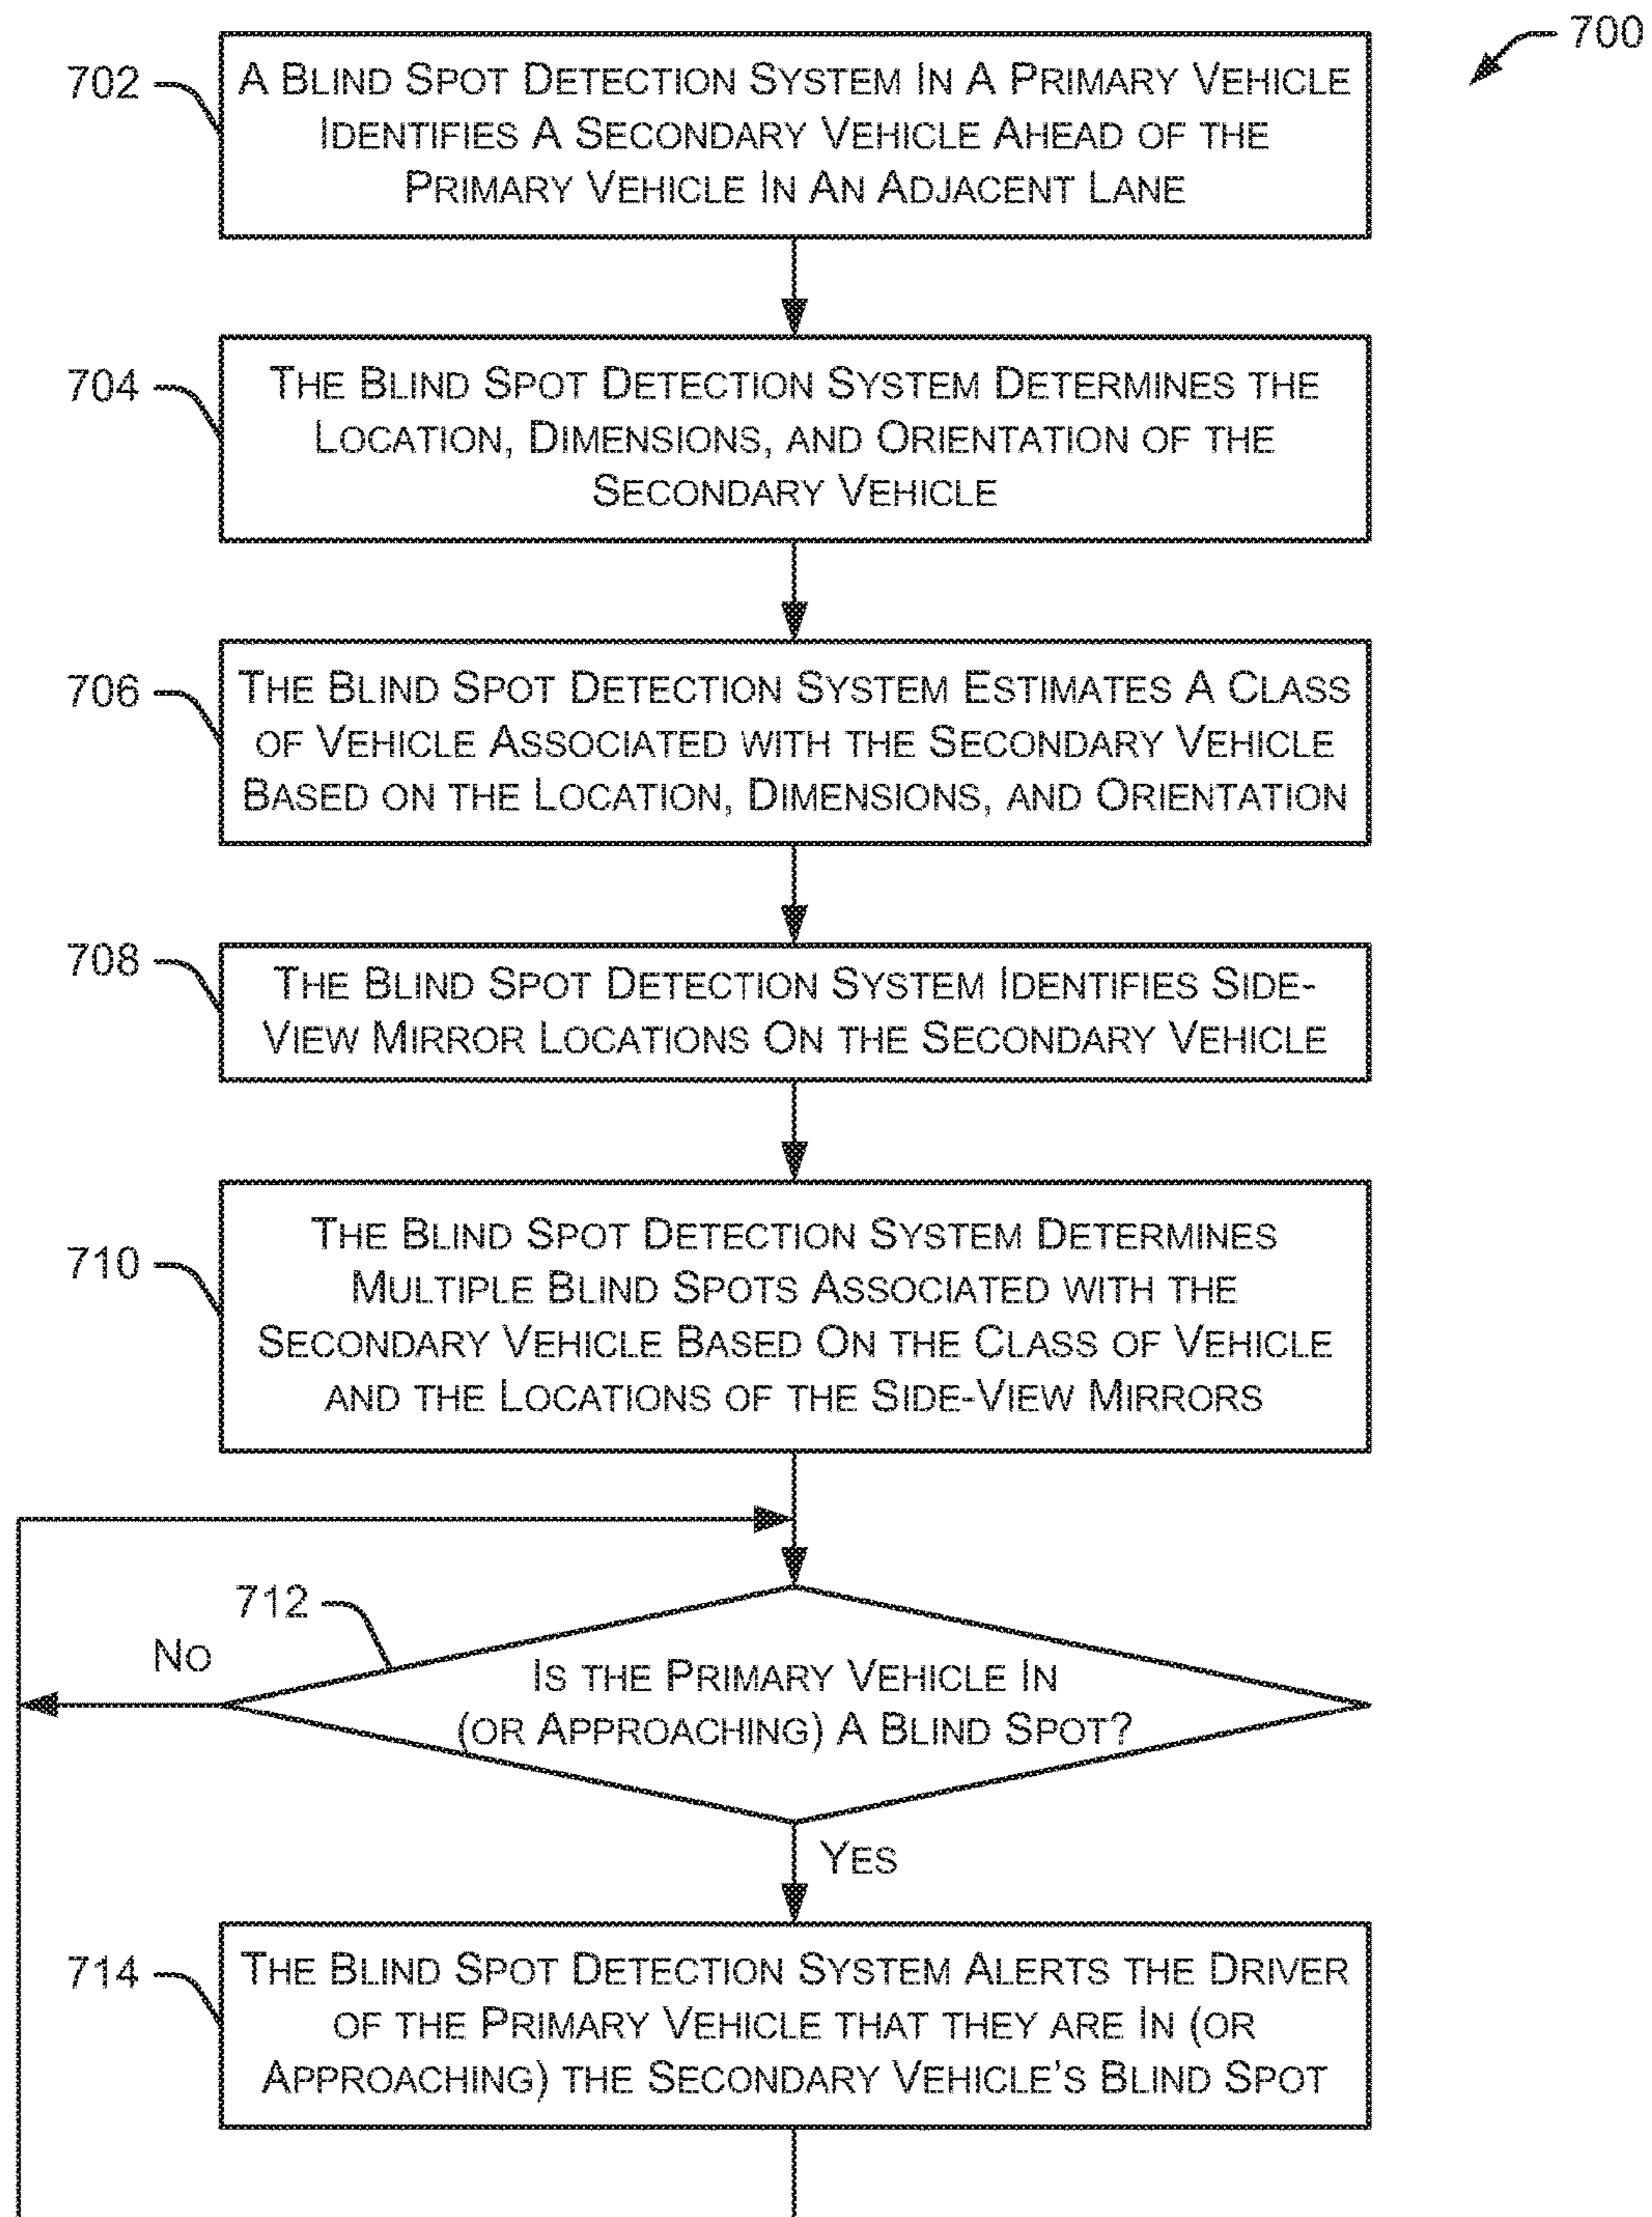 700
702
A BLIND SPOT DETECTION SYSTEM IN A PRIMARY VEHICLE
IDENTIFIES A SECONDARY VEHICLE AHEAD OF THE
PRIMARY VEHICLE IN AN ADJACENT LANE
704
THE BLIND SPOT DETECTION SYSTEM DETERMINES THE
LOCATION, DIMENSIONS, AND ORIENTATION OF THE
SECONDARY VEHICLE
706
THE BLIND SPOT DETECTION SYSTEM ESTIMATES A CLASS
OF VEHICLE ASSOCIATED WITH THE SECONDARY VEHICLE
BASED ON THE LOCATION, DIMENSIONS, AND ORIENTATION
708
THE BLIND SPOT DETECTION SYSTEM IDENTIFIES SIDE-
VIEW MIRROR LOCATIONS ON THE SECONDARY VEHICLE
710
THE BLIND SPOT DETECTION SYSTEM DETERMINES
MULTIPLE BLIND SPOTS ASSOCIATED WITH THE
SECONDARY VEHICLE BASED ON THE CLASS OF VEHICLE
AND THE LOCATIONS OF THE SIDE-VIEW MIRRORS
712
NO
IS THE PRIMARY VEHICLE IN
(OR APPROACHING) A BLIND SPOT?
YES
714
THE BLIND SPOT DETECTION SYSTEM ALERTS THE DRIVER
OF THE PRIMARY VEHICLE THAT THEY ARE IN (OR
APPROACHING) THE SECONDARY VEHICLE'S BLIND SPOT